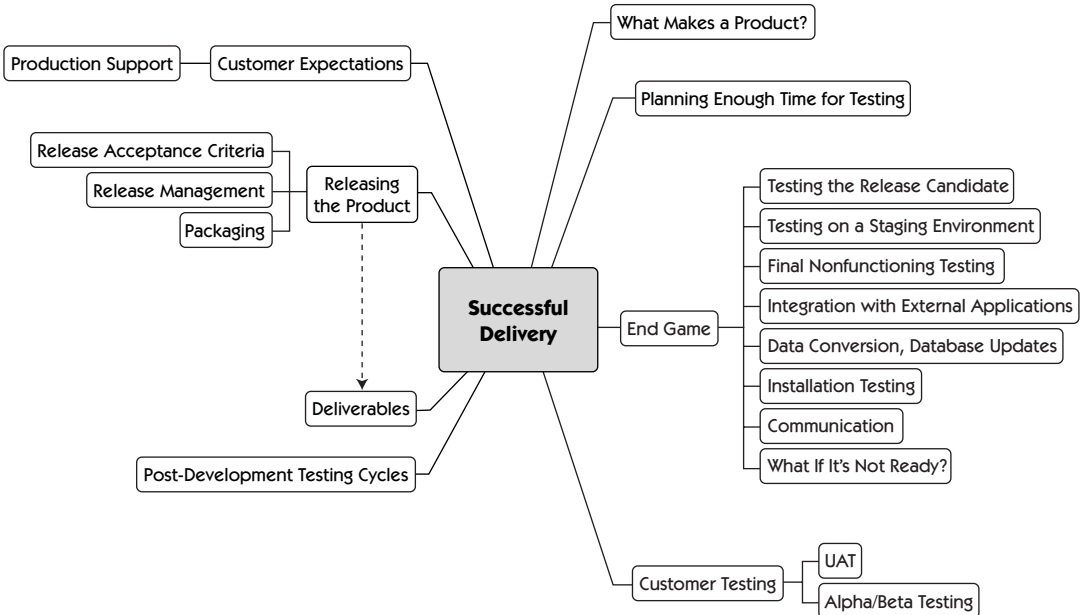 What Makes a Product?
Production Support
Customer Expectations
Planning Enough Time for Testing
Release Acceptance Criteria
Release Management
Packaging
Releasing
the Product
Successful
Delivery
End Game
Testing the Release Candidate
Testing on a Staging Environment
Final Nonfunctioning Testing
Integration with External Applications
Data Conversion, Database Updates
Installation Testing
Communication
What If It's Not Ready?
Deliverables
Post-Development Testing Cycles
Customer Testing
UAT
Alpha/Beta Testing